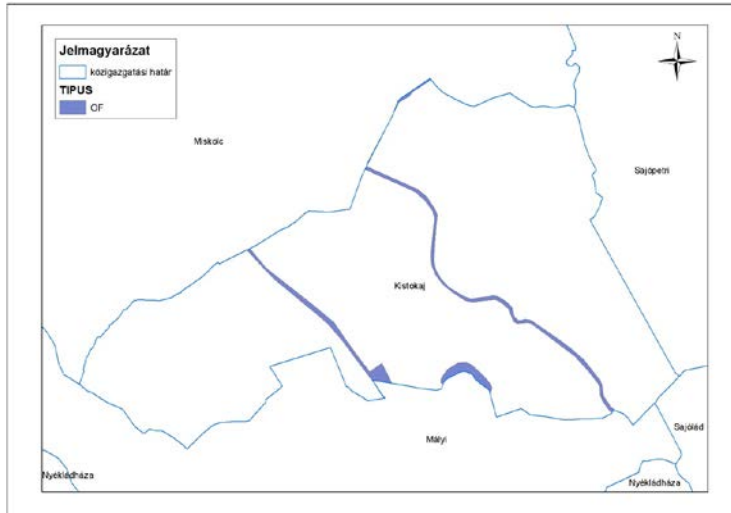 Jelmagyarázat
közigazgatási határ
TIPUS
OF
N
Miskolc
Sajópetri
Kistokaj
Mályi
Sajólád
Nyékládháza
Nyékládháza